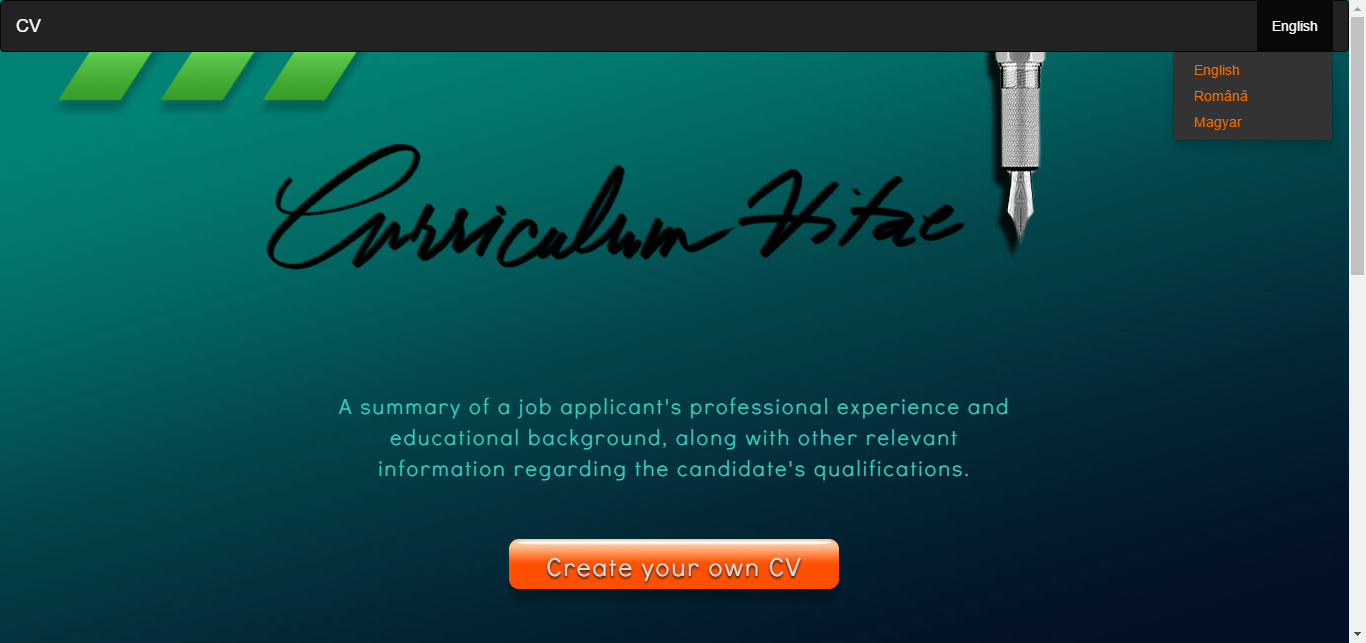 CV
English
English
Română
Magyar
Curriculum Vitae
A summary of a job applicant's professional experience and
educational background, along with other relevant
information regarding the candidate's qualifications.
Create your own CV